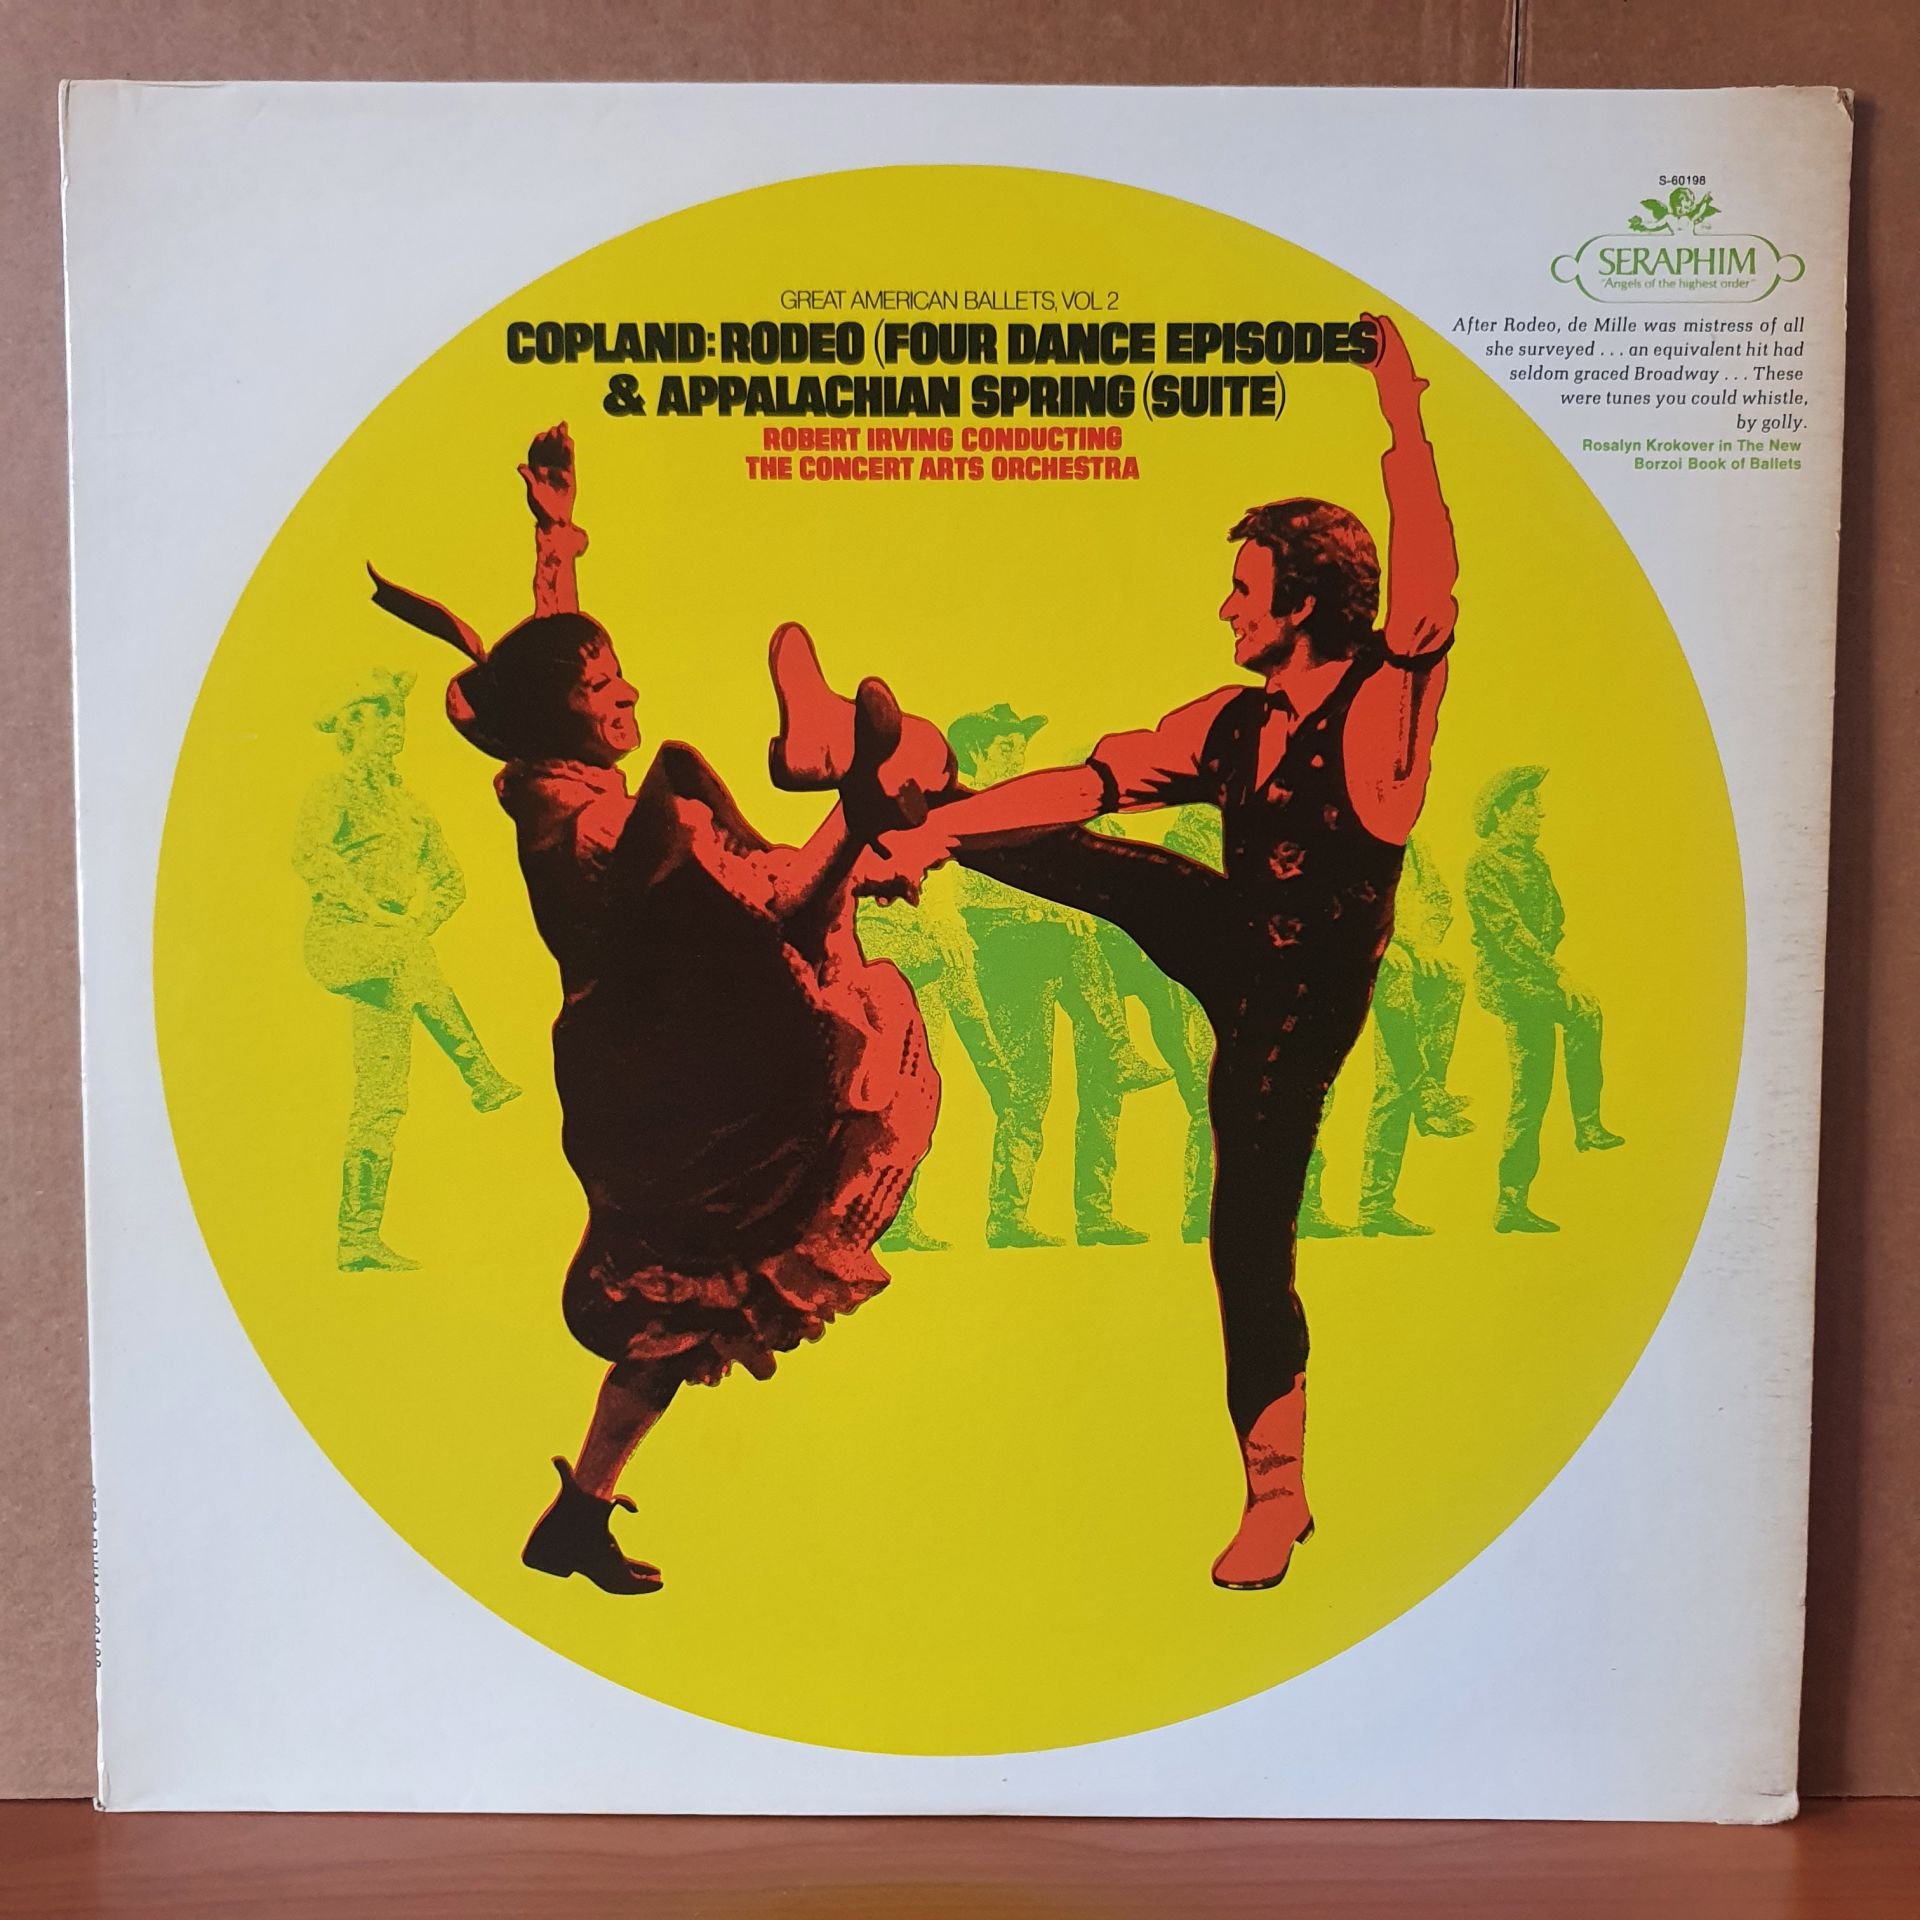 S-60198
SERAPHIM
"Angels of the highest order"
GREAT AMERICAN BALLETS, VOL 2
COPLAND: RODEO (FOUR DANCE EPISODES)
& APPALACHIAN SPRING (SUITE)
ROBERT IRVING CONDUCTING
THE CONCERT ARTS ORCHESTRA
After Rodeo, de Mille was mistress of all
she surveyed . . . an equivalent hit had
seldom graced Broadway . . . These
were tunes you could whistle,
by golly.
Rosalyn Krokover in The New
Borzoi Book of Ballets